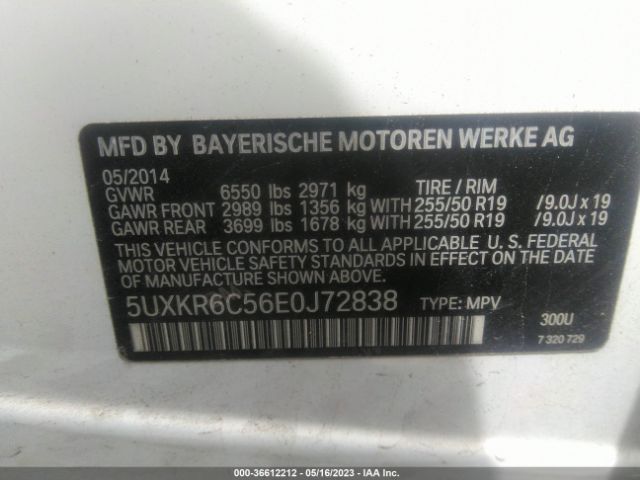 MFD BY BAYERISCHE MOTOREN WERKE AG
05/2014
GVWR 6550 lbs 2971 kg TIRE / RIM
GAWR FRONT 2989 lbs 1356 kg WITH 255/50 R19 /9.0J x 19
GAWR REAR 3699 lbs 1678 kg WITH 255/50 R19 /9.0J x 19
THIS VEHICLE CONFORMS TO ALL APPLICABLE U. S. FEDERAL
MOTOR VEHICLE SAFETY STANDARDS IN EFFECT ON THE DATE
OF MANUFACTURE SHOWN ABOVE.
5UXKR6C56E0J72838 TYPE: MPV
300U
7 320 729
000-36612212 - 05/16/2023 - IAA Inc.